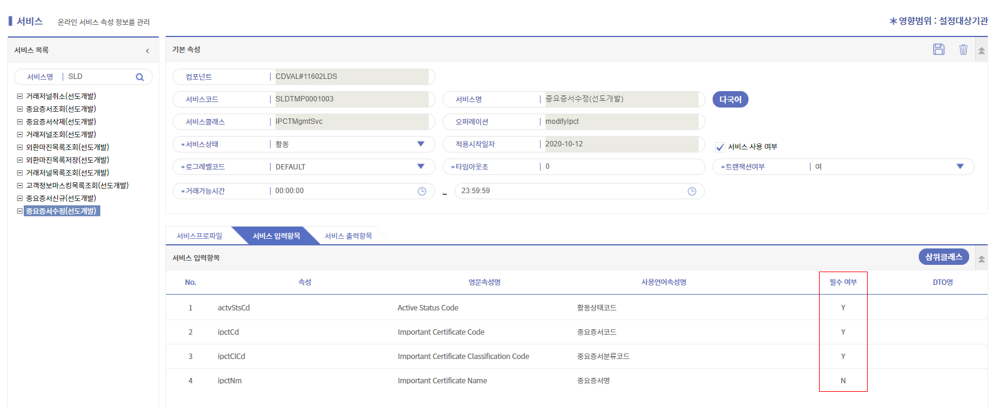 서비스 온라인 서비스 속성 정보를 관리
영향범위 : 설정대상기관
서비스 목록
서비스명 SLD
거래저널취소(선도개발)
중요증서조회(선도개발)
중요증서삭제(선도개발)
거래저널조회(선도개발)
외환마진목록조회(선도개발)
외환마진목록저장(선도개발)
거래저널목록조회(선도개발)
고객정보마스킹목록조회(선도개발)
중요증서신규(선도개발)
중요증서수정(선도개발)
기본 속성
컴포넌트 CDVAL#11602LDS
서비스코드 SLDTMP0001003 서비스명 중요증서수정(선도개발) 다국어
서비스클래스 IPCTMgmtSvc 오퍼레이션 modifyIpct
서비스상태 활동 적용시작일자 2020-10-12 서비스 사용 여부
로그레벨코드 DEFAULT 타임아웃초 0 트랜잭션여부 여
거래가능시간 00:00:00 ~ 23:59:59
서비스프로파일 서비스 입력항목 서비스 출력항목
서비스 입력항목 상위클래스
No. 속성 영문속성명 사용언어속성명 필수 여부 DTO명
1 actvStsCd Active Status Code 활동상태코드 Y
2 ipctCd Important Certificate Code 중요증서코드 Y
3 ipctClCd Important Certificate Classification Code 중요증서분류코드 Y
4 ipctNm Important Certificate Name 중요증서명 N